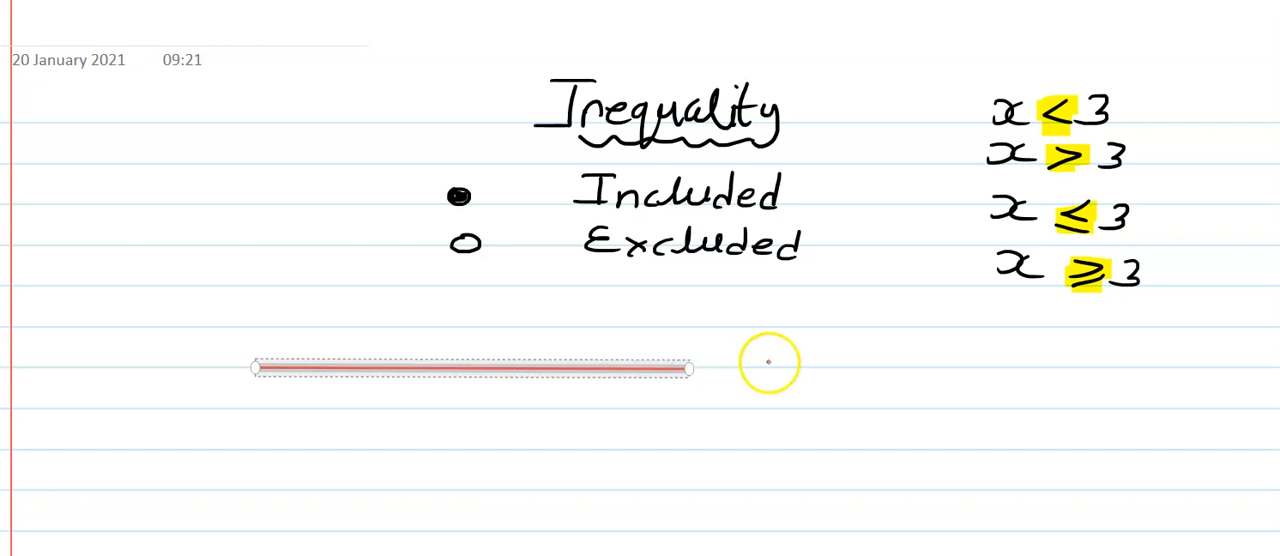 20 January 2021 09:21
Inequality
Included
Excluded
x < 3
x > 3
x ≤ 3
x ≥ 3